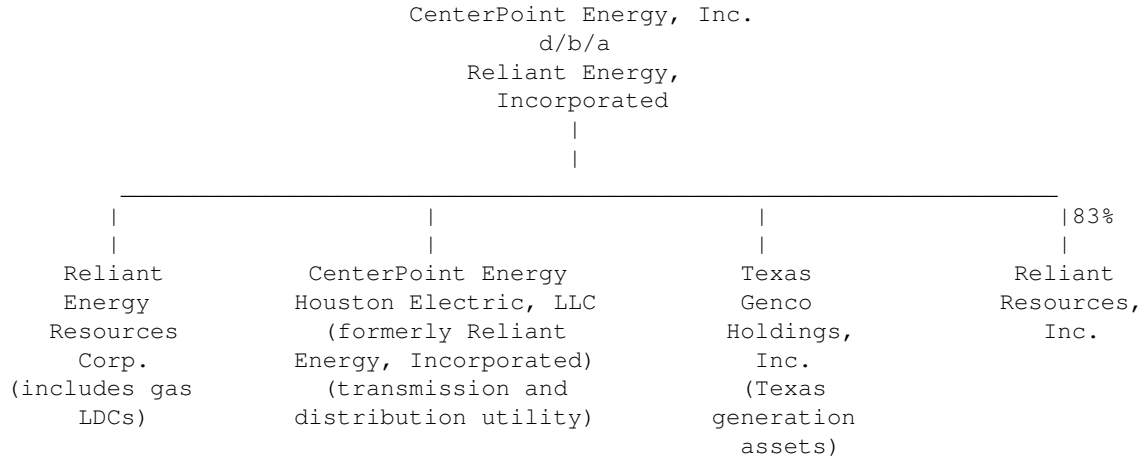 CenterPoint Energy, Inc.
d/b/a
Reliant Energy,
Incorporated
83%
Reliant
Energy
Resources
Corp.
(includes gas
LDCs)
CenterPoint Energy
Houston Electric, LLC
(formerly Reliant
Energy, Incorporated)
(transmission and
distribution utility)
Texas
Genco
Holdings,
Inc.
(Texas
generation
assets)
Reliant
Resources,
Inc.